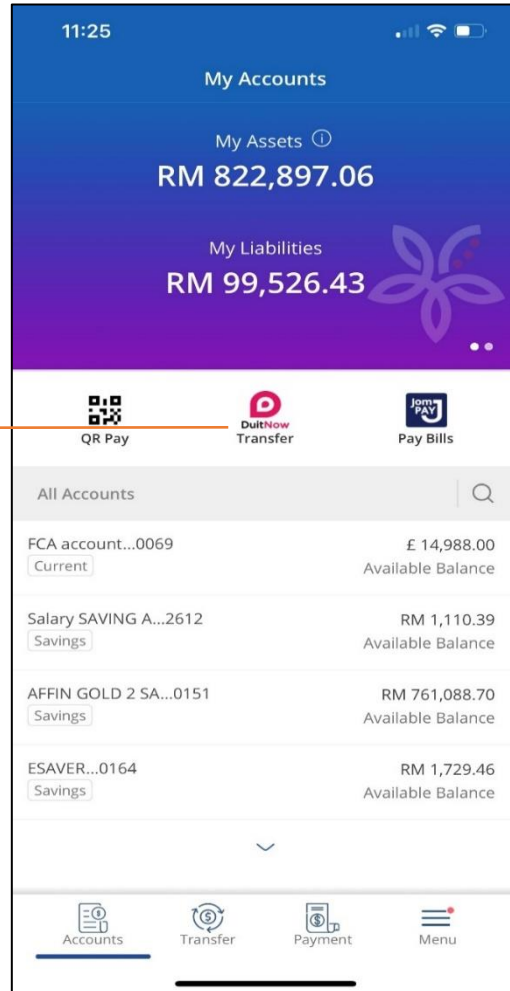 11:25
My Accounts
My Assets
RM 822,897.06
My Liabilities
RM 99,526.43
QR Pay
DuitNow
Transfer
Jom
PAY
Pay Bills
All Accounts
FCA account...0069 £ 14,988.00
Current Available Balance
Salary SAVING A...2612 RM 1,110.39
Savings Available Balance
AFFIN GOLD 2 SA...0151 RM 761,088.70
Savings Available Balance
ESAVER...0164 RM 1,729.46
Savings Available Balance
Accounts Transfer Payment Menu